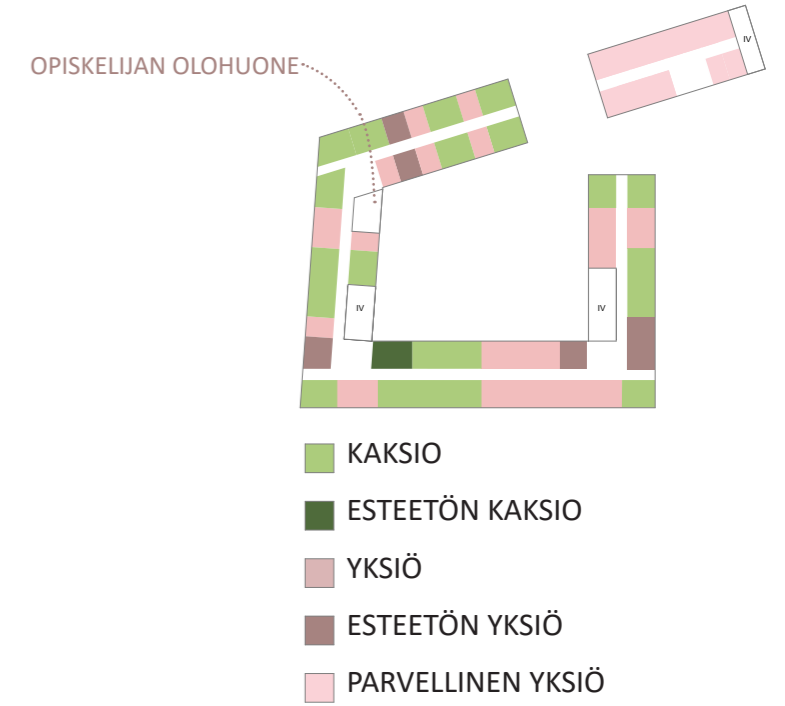 IV
OPISKELIJAN OLOHUONE
IV
IV
KAKSIO
ESTEETÖN KAKSIO
YKSIÖ
ESTEETÖN YKSIÖ
PARVELLINEN YKSIÖ